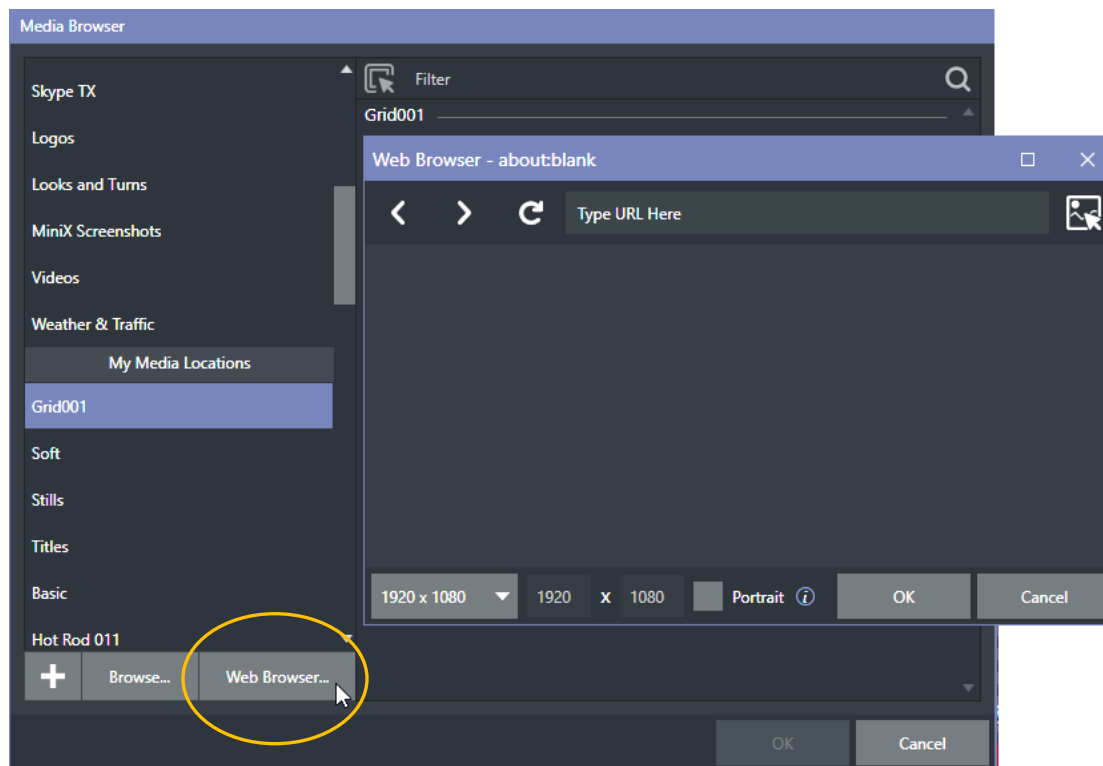 Media Browser
Skype TX
Logos
Looks and Turns
MiniX Screenshots
Videos
Weather & Traffic
My Media Locations
Grid001
Soft
Stills
Titles
Basic
Hot Rod 011
Browse...
Web Browser...
Filter
Grid001
Web Browser - about:blank
Type URL Here
1920 x 1080 1920 x 1080 Portrait i OK Cancel
OK Cancel